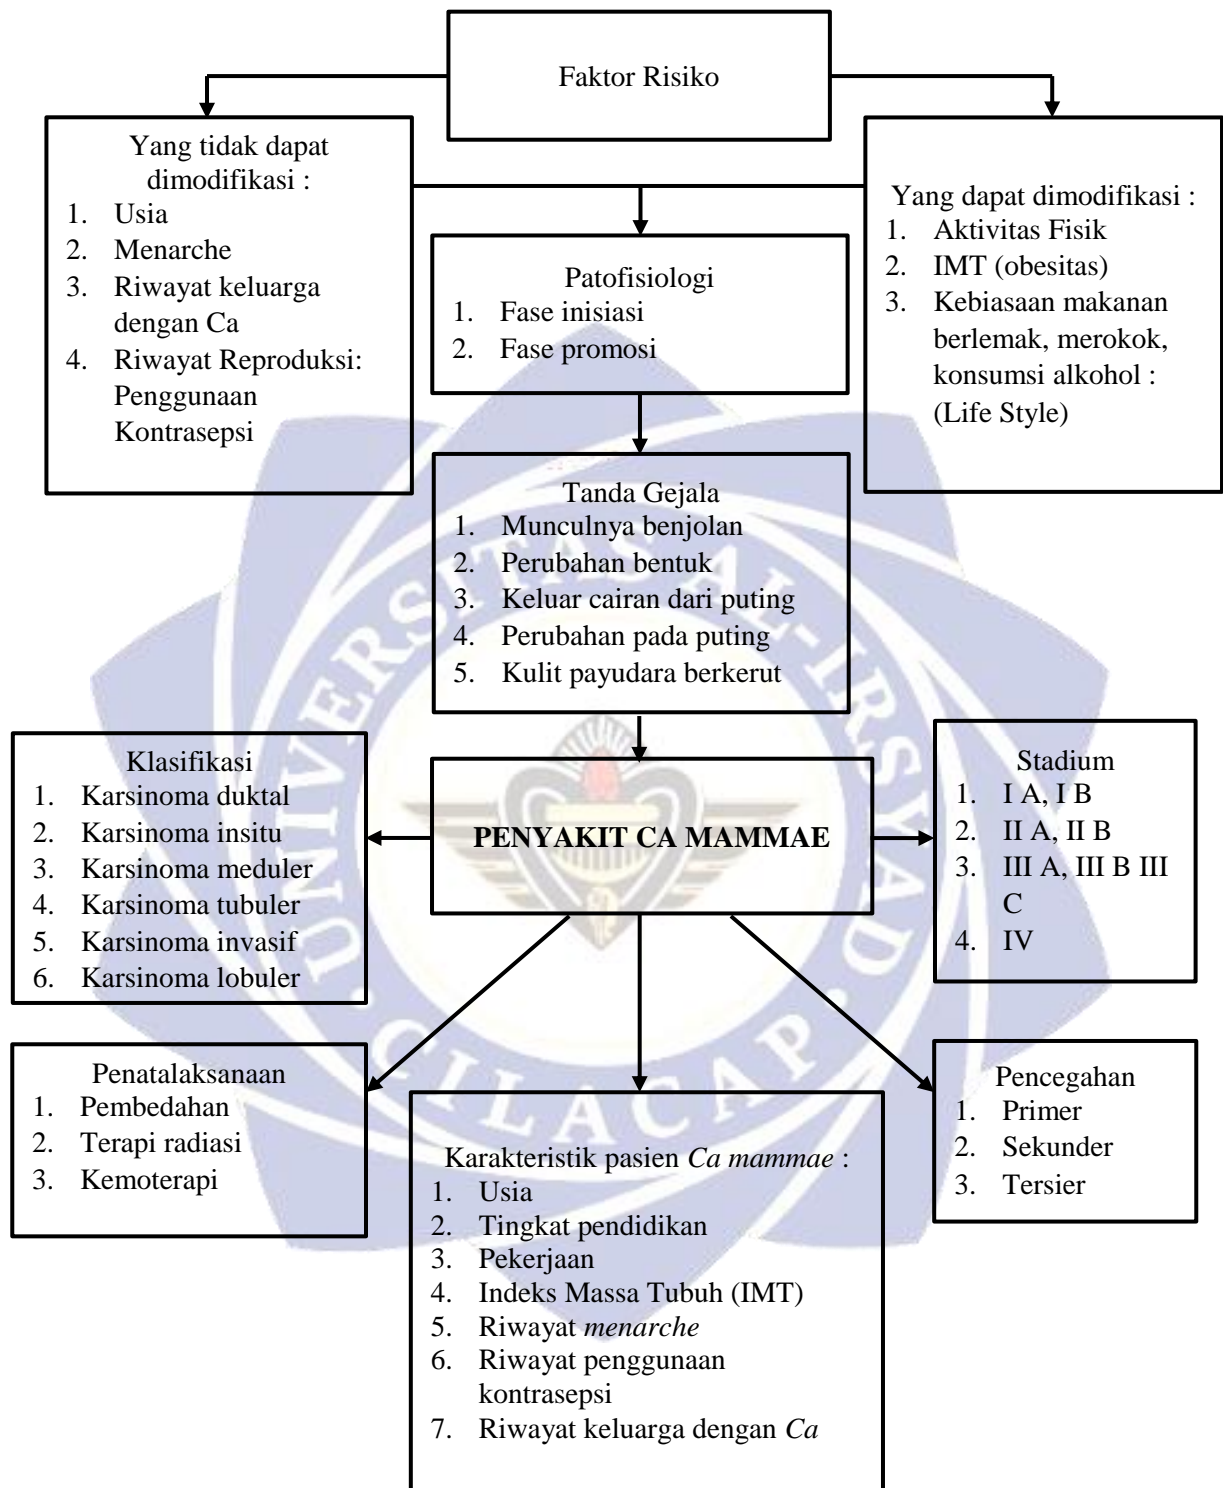 Faktor Risiko
Yang tidak dapat
dimodifikasi :
1. Usia
2. Menarche
3. Riwayat keluarga
dengan Ca
4. Riwayat Reproduksi:
Penggunaan
Kontrasepsi
Yang dapat dimodifikasi :
1. Aktivitas Fisik
2. IMT (obesitas)
3. Kebiasaan makanan
berlemak, merokok,
konsumsi alkohol :
(Life Style)
Patofisiologi
1. Fase inisiasi
2. Fase promosi
Tanda Gejala
1. Munculnya benjolan
2. Perubahan bentuk
3. Keluar cairan dari puting
4. Perubahan pada puting
5. Kulit payudara berkerut
Klasifikasi
1. Karsinoma duktal
2. Karsinoma insitu
3. Karsinoma meduler
4. Karsinoma tubuler
5. Karsinoma invasif
6. Karsinoma lobuler
PENYAKIT CA MAMMAE
Stadium
1. I A, I B
2. II A, II B
3. III A, III B III
C
4. IV
Penatalaksanaan
1. Pembedahan
2. Terapi radiasi
3. Kemoterapi
Karakteristik pasien Ca mammae :
1. Usia
2. Tingkat pendidikan
3. Pekerjaan
4. Indeks Massa Tubuh (IMT)
5. Riwayat menarche
6. Riwayat penggunaan
kontrasepsi
7. Riwayat keluarga dengan Ca
Pencegahan
1. Primer
2. Sekunder
3. Tersier
UNIVERSITAS AL-IRSYAD
CILACAP